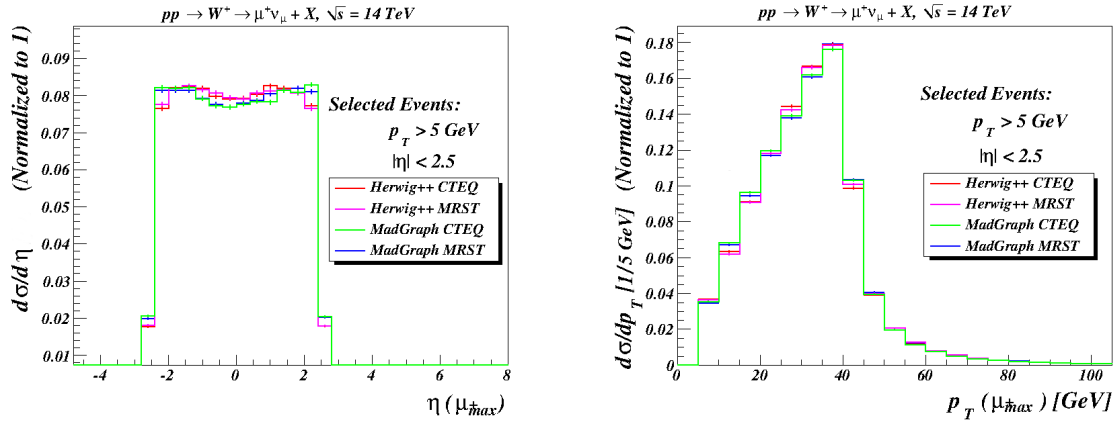 pp → W⁺ → μ⁺ν_μ + X, √s = 14 TeV
dσ/dη (Normalized to 1)
0.09
0.08
0.07
0.06
0.05
0.04
0.03
0.02
0.01
Selected Events:
p_T > 5 GeV
|η| < 2.5
Herwig++ CTEQ
Herwig++ MRST
MadGraph CTEQ
MadGraph MRST
-4 -2 0 2 4 6 8
η (μ⁺_max)
pp → W⁺ → μ⁺ν_μ + X, √s = 14 TeV
dσ/dp_T [1/5 GeV] (Normalized to 1)
0.18
0.16
0.14
0.12
0.1
0.08
0.06
0.04
0.02
0
Selected Events:
p_T > 5 GeV
|η| < 2.5
Herwig++ CTEQ
Herwig++ MRST
MadGraph CTEQ
MadGraph MRST
0 20 40 60 80 100
p_T (μ⁺_max) [GeV]